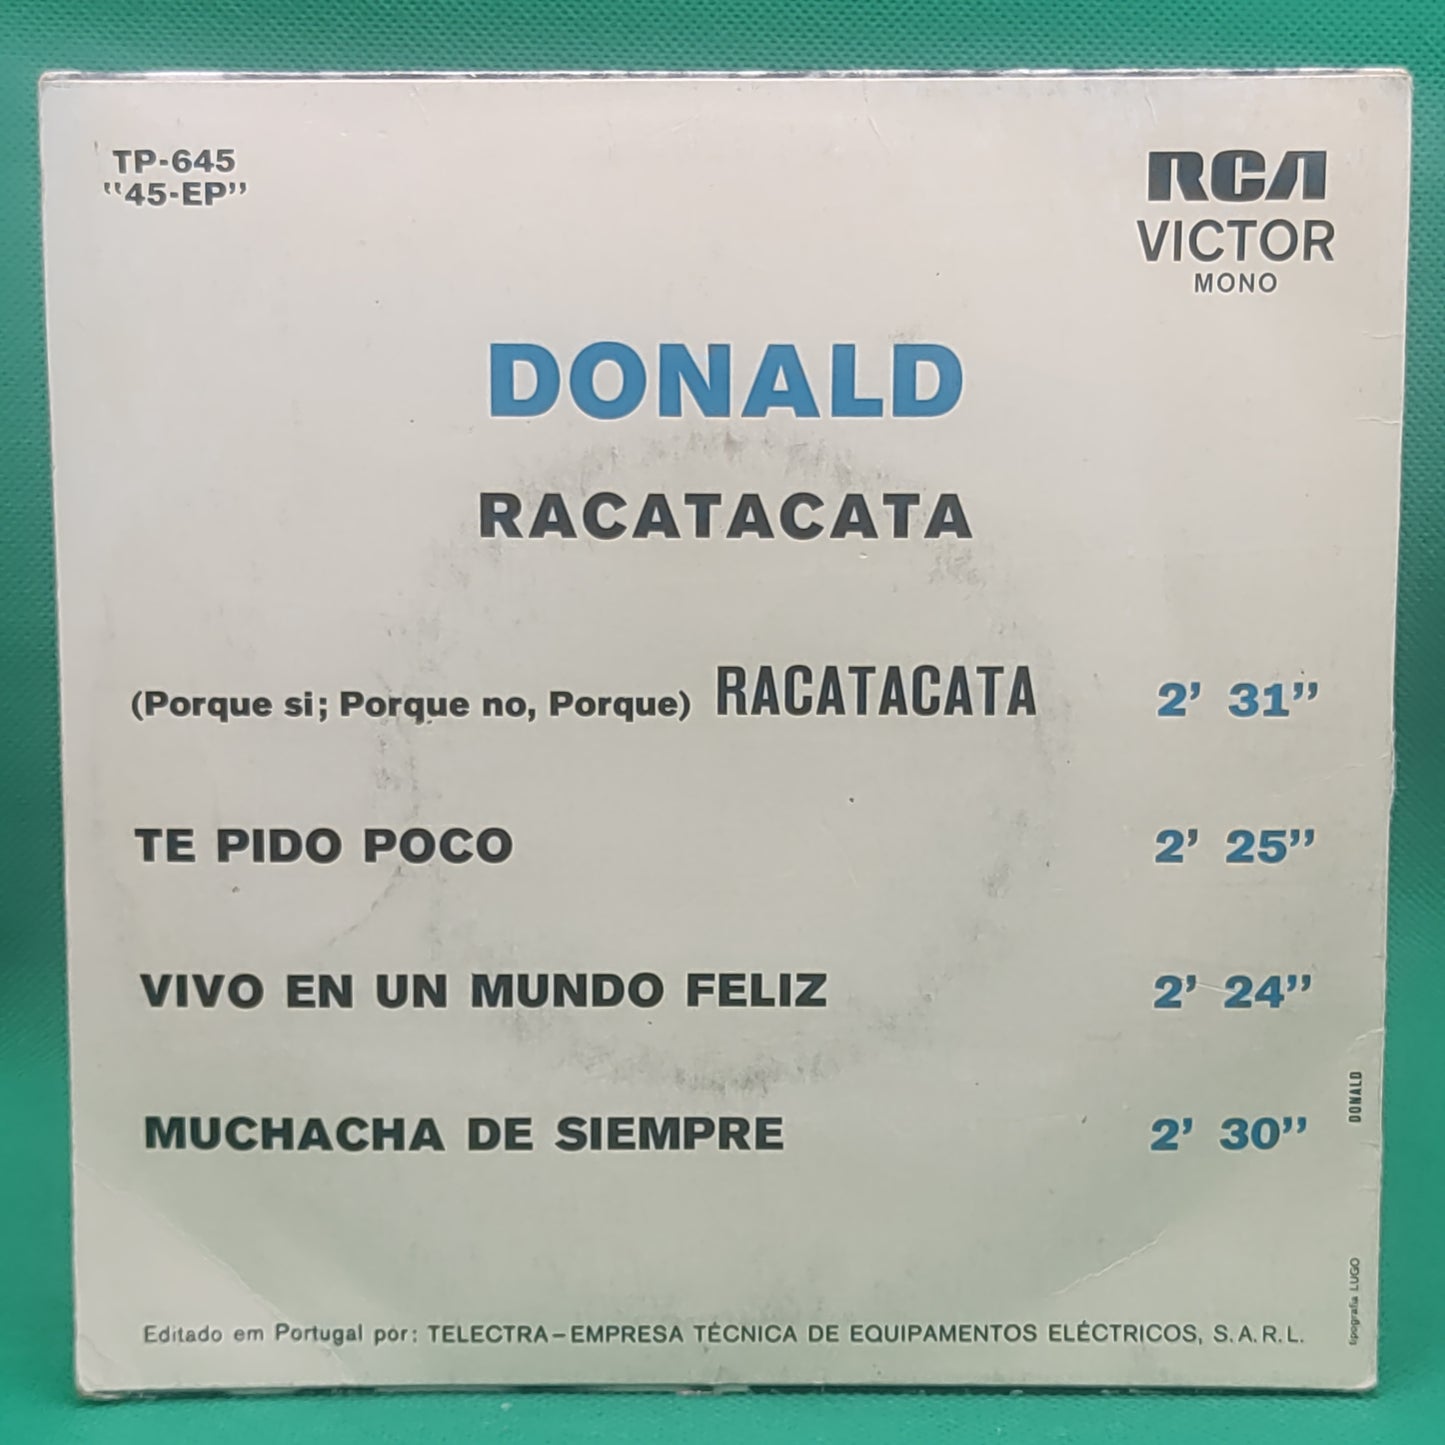 TP-645
"45-EP"
RCA
VICTOR
MONO
DONALD
RACATACATA
(Porque si; Porque no, Porque) RACATACATA 2' 31"
TE PIDO POCO 2' 25"
VIVO EN UN MUNDO FELIZ 2' 24"
MUCHACHA DE SIEMPRE 2' 30"
DONALD
Editado em Portugal por: TELECTRA – EMPRESA TÉCNICA DE EQUIPAMENTOS ELÉCTRICOS, S.A.R.L.
tipografia LUGO